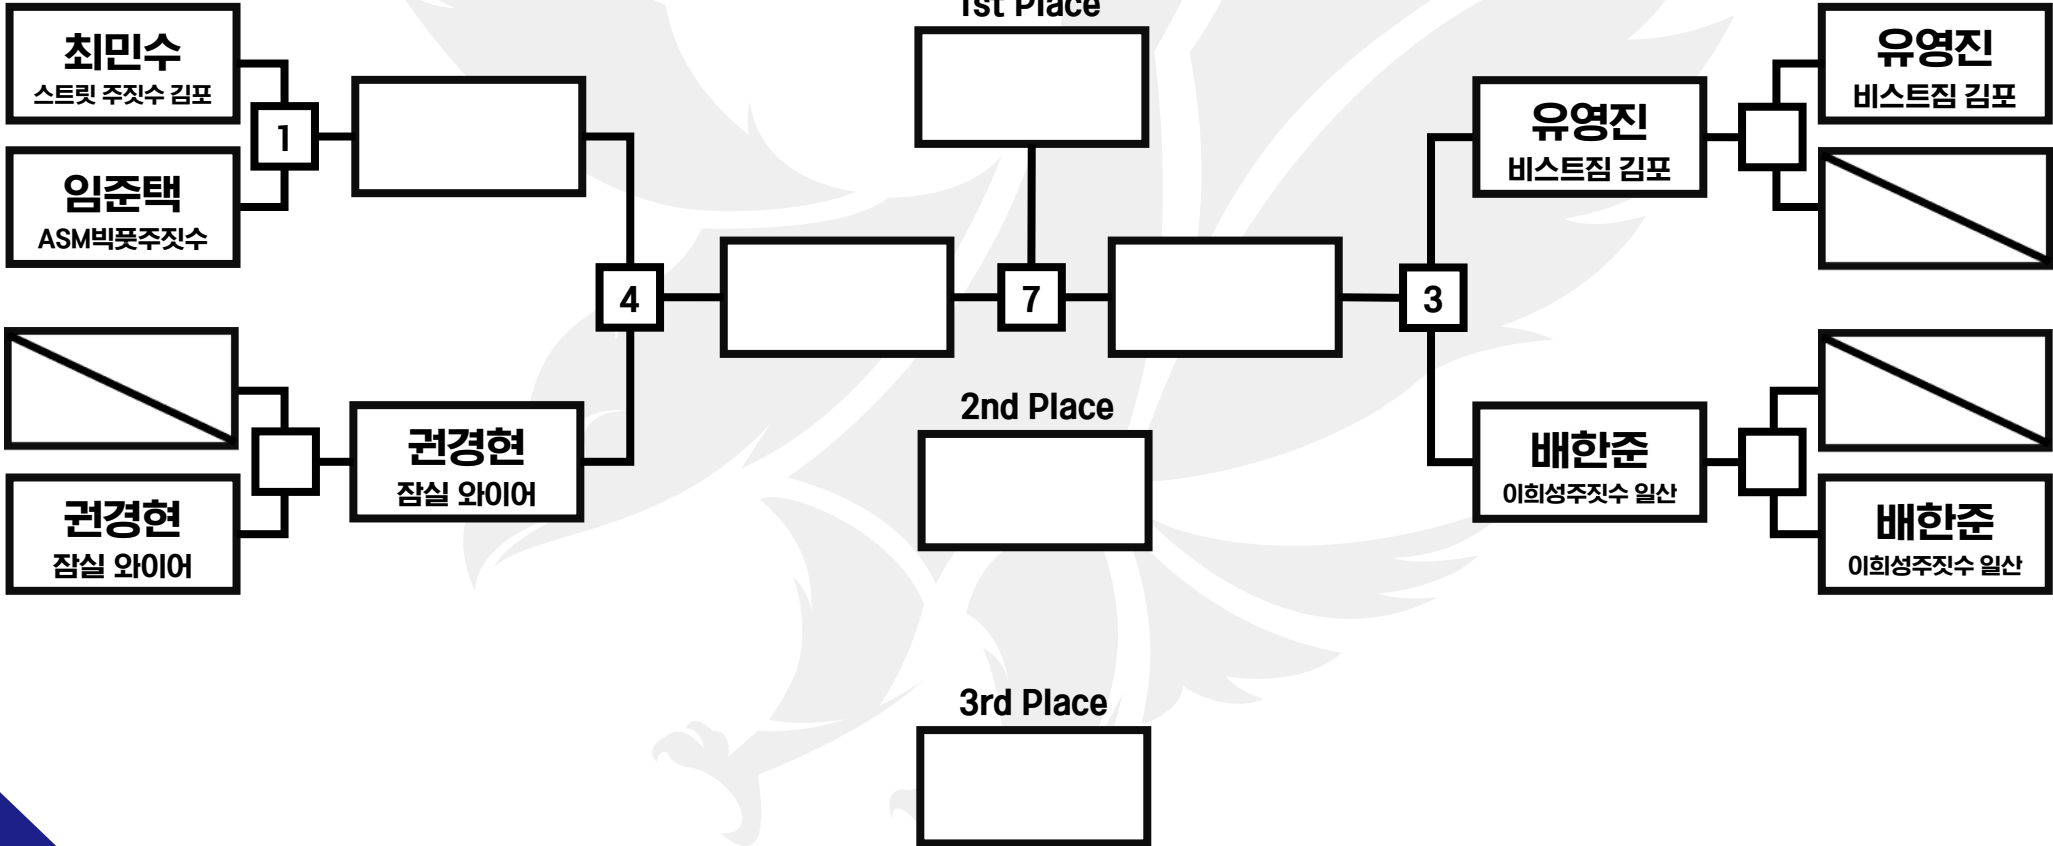 최민수
스트릿 주짓수 김포
1
임준택
ASM빅풋주짓수
권경현
잠실 와이어
권경현
잠실 와이어
4
1st Place
7
2nd Place
3rd Place
3
유영진
비스트짐 김포
유영진
비스트짐 김포
배한준
이희성주짓수 일산
배한준
이희성주짓수 일산